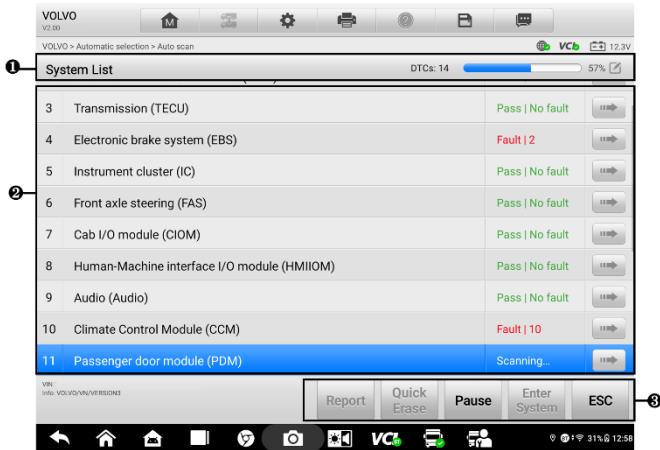 VOLVO
V2.00
VOLVO > Automatic selection > Auto scan
VCI 12.3V
❶ System List DTCs: 14 57%
❷
3 Transmission (TECU) Pass | No fault
4 Electronic brake system (EBS) Fault | 2
5 Instrument cluster (IC) Pass | No fault
6 Front axle steering (FAS) Pass | No fault
7 Cab I/O module (CIOM) Pass | No fault
8 Human-Machine interface I/O module (HMIIOM) Pass | No fault
9 Audio (Audio) Pass | No fault
10 Climate Control Module (CCM) Fault | 10
11 Passenger door module (PDM) Scanning...
VIN:
Info: VOLVO/VN/VERSION3
Report
Quick
Erase
Pause
Enter
System
ESC
❸
VCI 31% 12:58